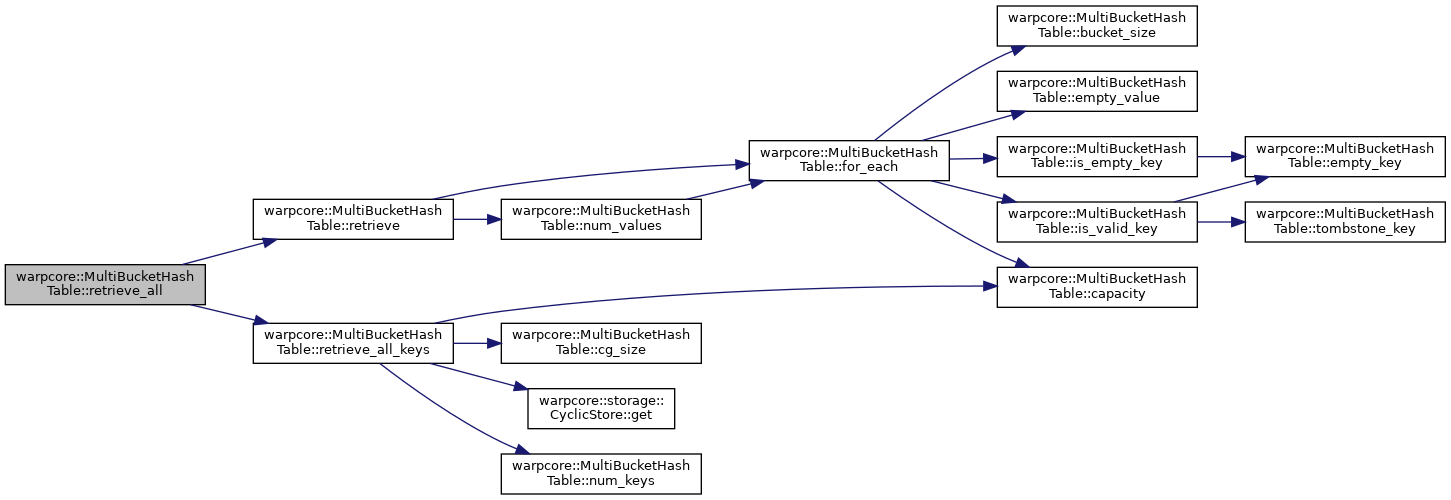 warpcore::MultiBucketHash
Table::retrieve_all
warpcore::MultiBucketHash
Table::retrieve
warpcore::MultiBucketHash
Table::retrieve_all_keys
warpcore::MultiBucketHash
Table::num_values
warpcore::MultiBucketHash
Table::cg_size
warpcore::storage::
CyclicStore::get
warpcore::MultiBucketHash
Table::num_keys
warpcore::MultiBucketHash
Table::for_each
warpcore::MultiBucketHash
Table::bucket_size
warpcore::MultiBucketHash
Table::empty_value
warpcore::MultiBucketHash
Table::is_empty_key
warpcore::MultiBucketHash
Table::is_valid_key
warpcore::MultiBucketHash
Table::capacity
warpcore::MultiBucketHash
Table::empty_key
warpcore::MultiBucketHash
Table::tombstone_key